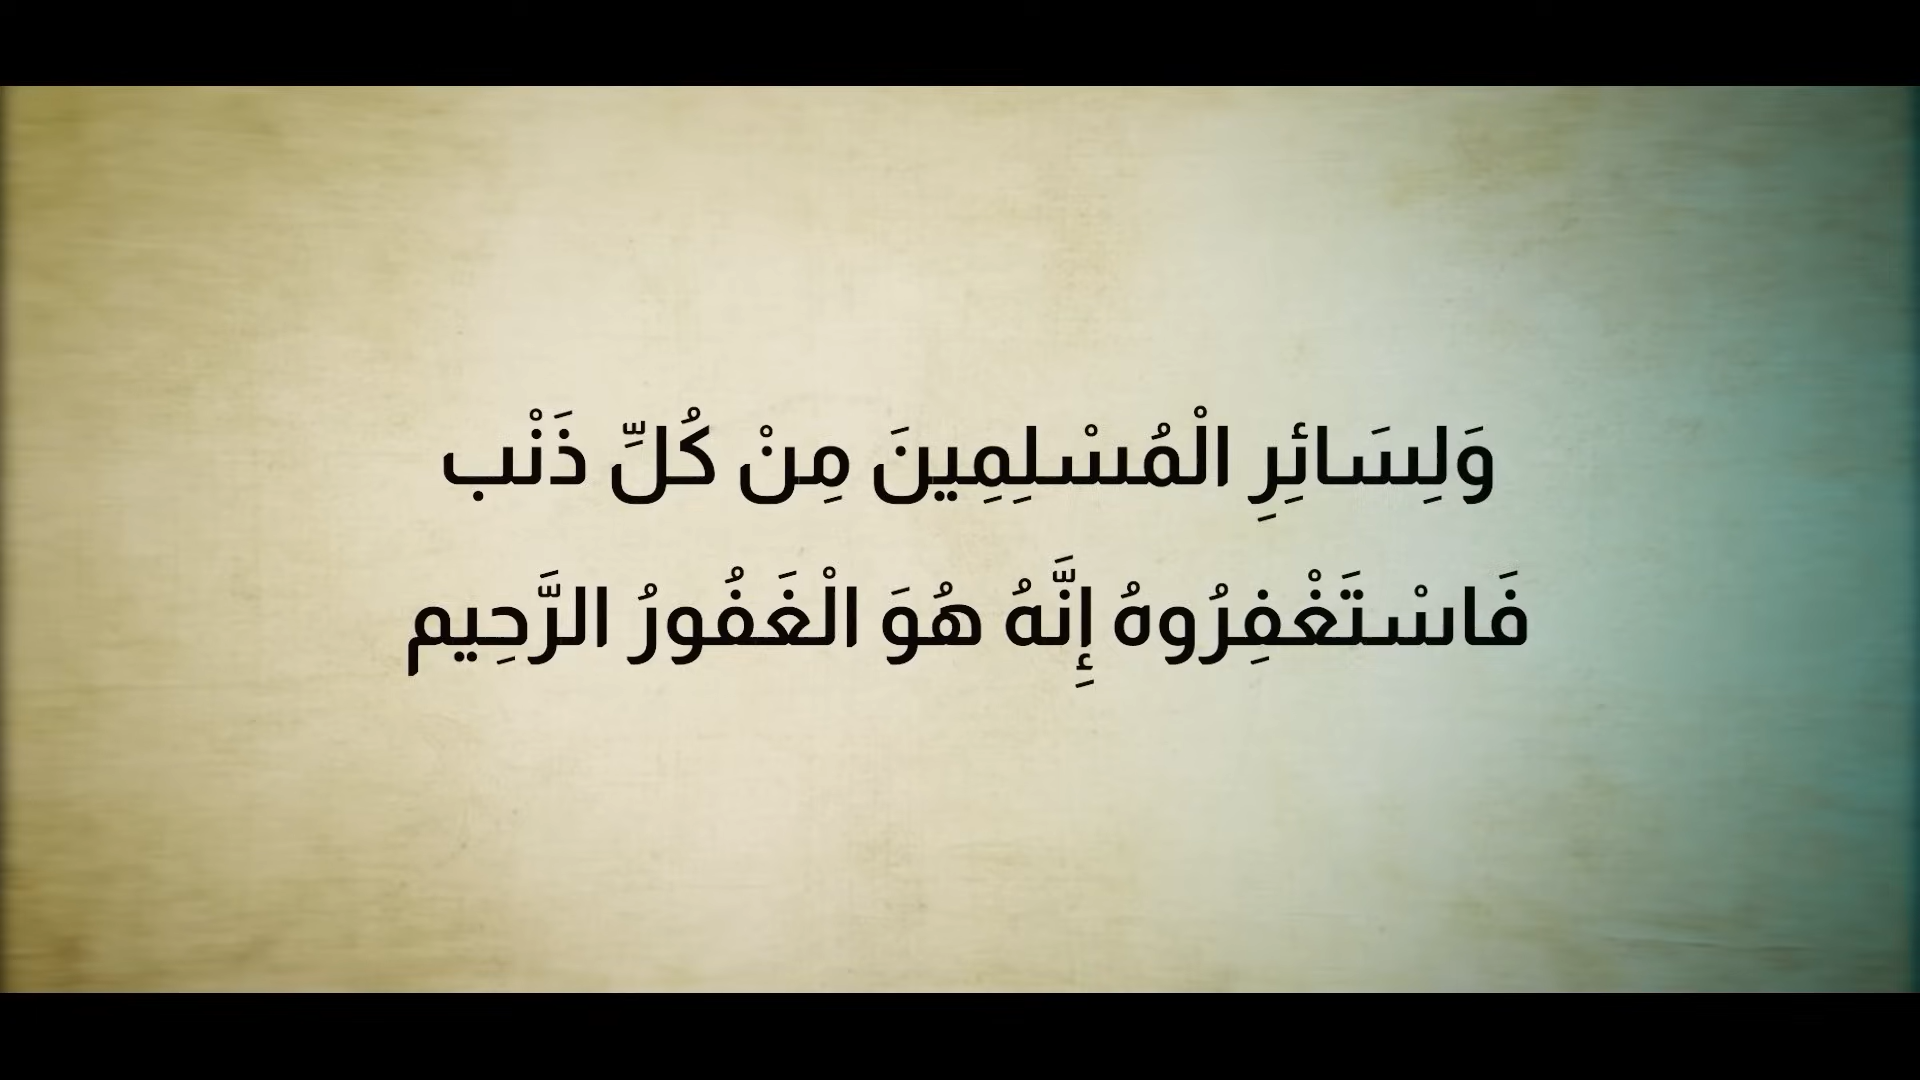 وَلِسَائِرِ الْمُسْلِمِينَ مِنْ كُلِّ ذَنْب
فَاسْتَغْفِرُوهُ إِنَّهُ هُوَ الْغَفُورُ الرَّحِيم